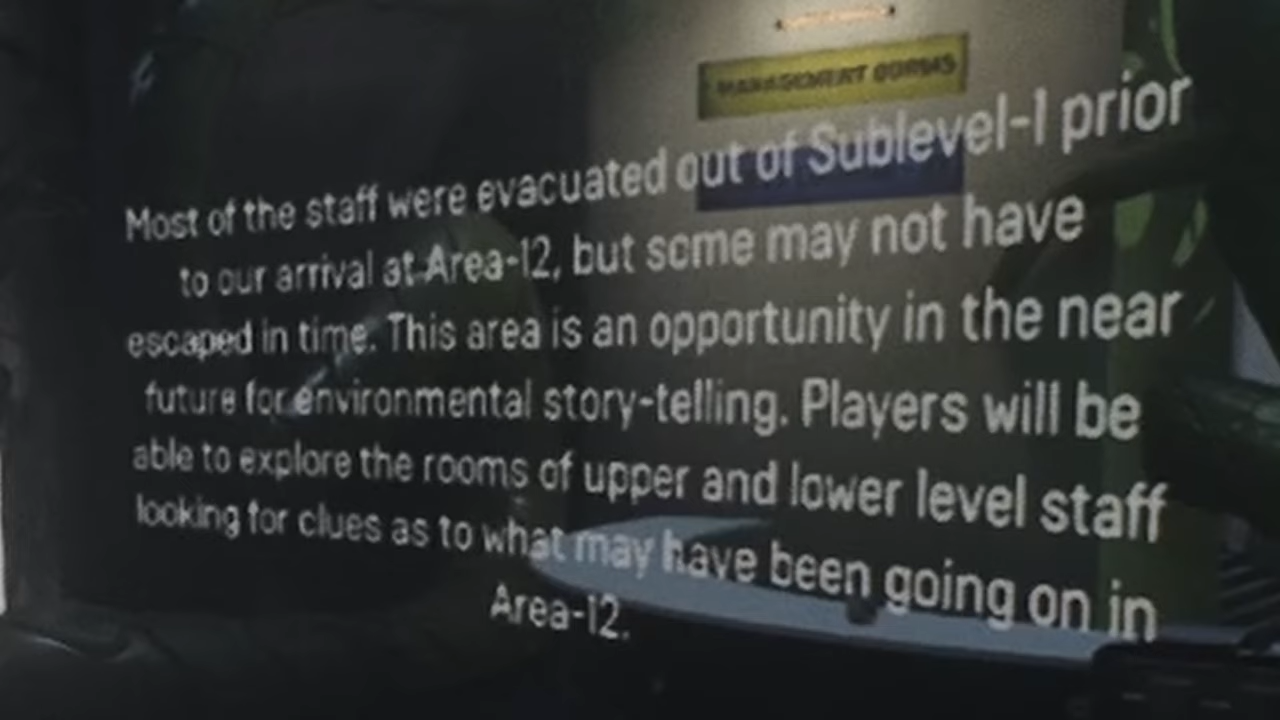 MANAGEMENT DORMS
Most of the staff were evacuated out of Sublevel-1 prior
to our arrival at Area-12, but some may not have
escaped in time. This area is an opportunity in the near
future for environmental story-telling. Players will be
able to explore the rooms of upper and lower level staff
looking for clues as to what may have been going on in
Area-12.